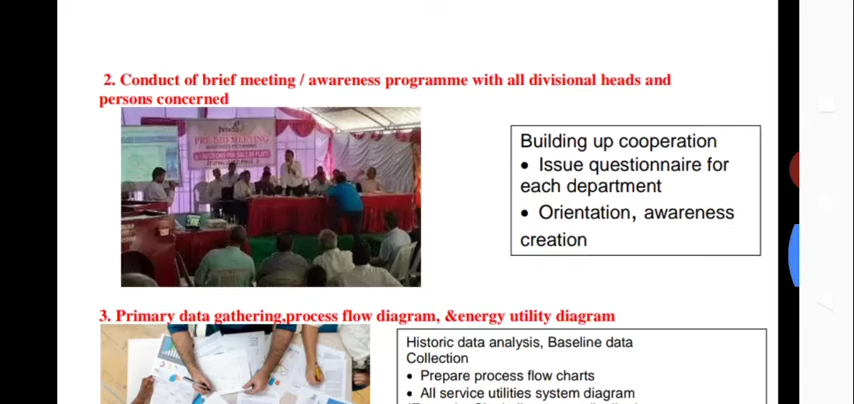 2. Conduct of brief meeting / awareness programme with all divisional heads and
persons concerned
PRE-BID MEETING
Building up cooperation
• Issue questionnaire for
each department
• Orientation, awareness
creation
3. Primary data gathering,process flow diagram, &energy utility diagram
Historic data analysis, Baseline data
Collection
• Prepare process flow charts
• All service utilities system diagram